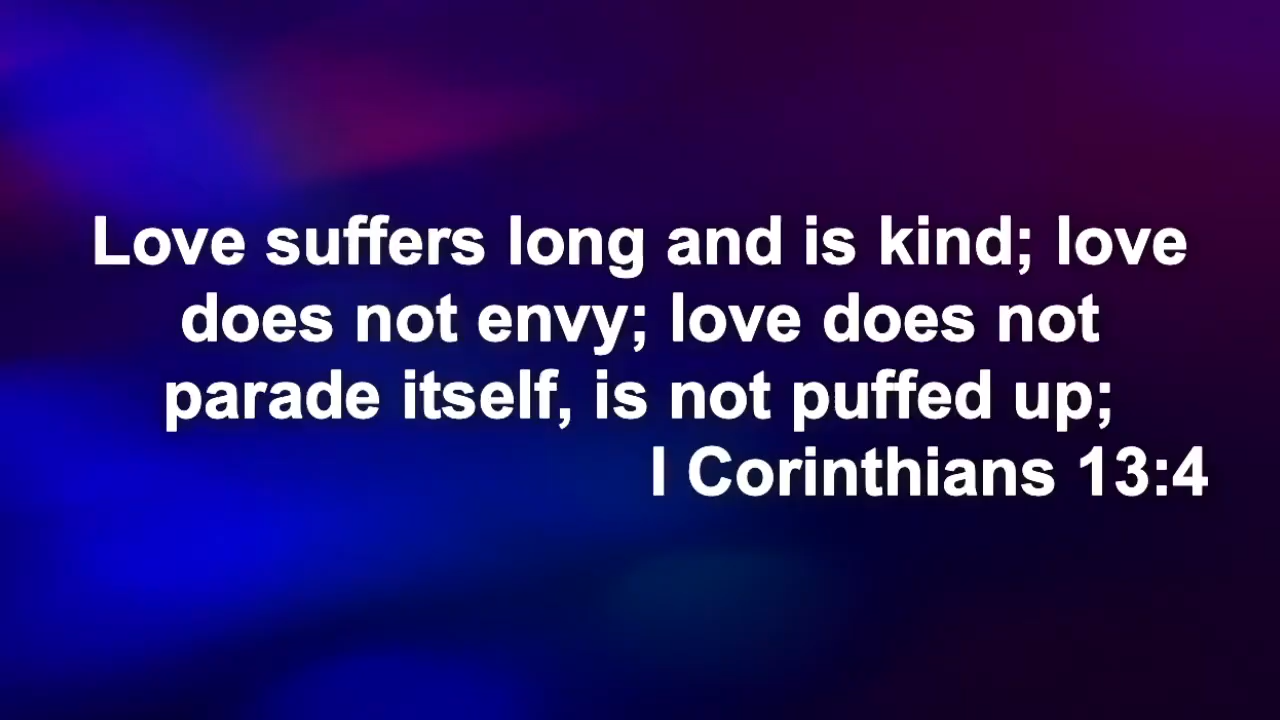 Love suffers long and is kind; love
does not envy; love does not
parade itself, is not puffed up;
I Corinthians 13:4